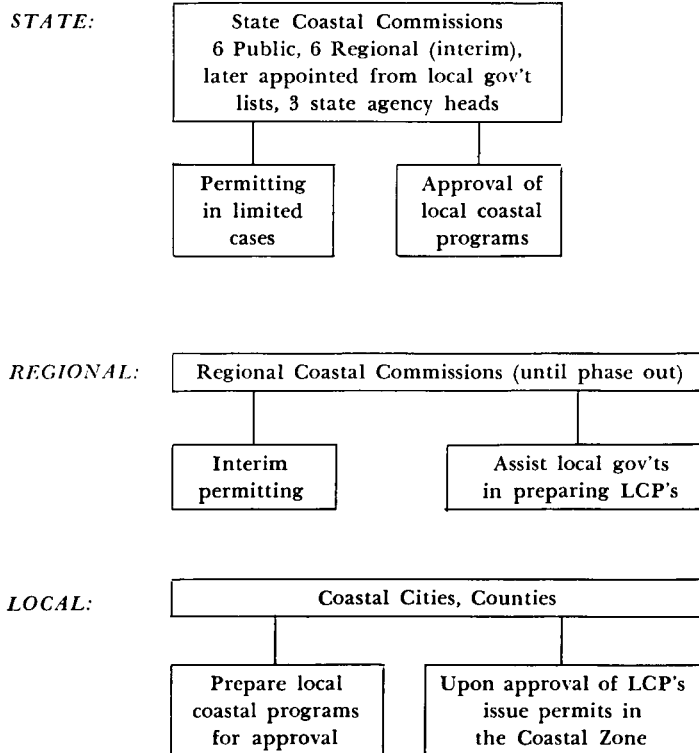 STATE:
State Coastal Commissions
6 Public, 6 Regional (interim),
later appointed from local gov't
lists, 3 state agency heads
Permitting
in limited
cases
Approval of
local coastal
programs
REGIONAL:
Regional Coastal Commissions (until phase out)
Interim
permitting
Assist local gov'ts
in preparing LCP's
LOCAL:
Coastal Cities, Counties
Prepare local
coastal programs
for approval
Upon approval of LCP's
issue permits in
the Coastal Zone